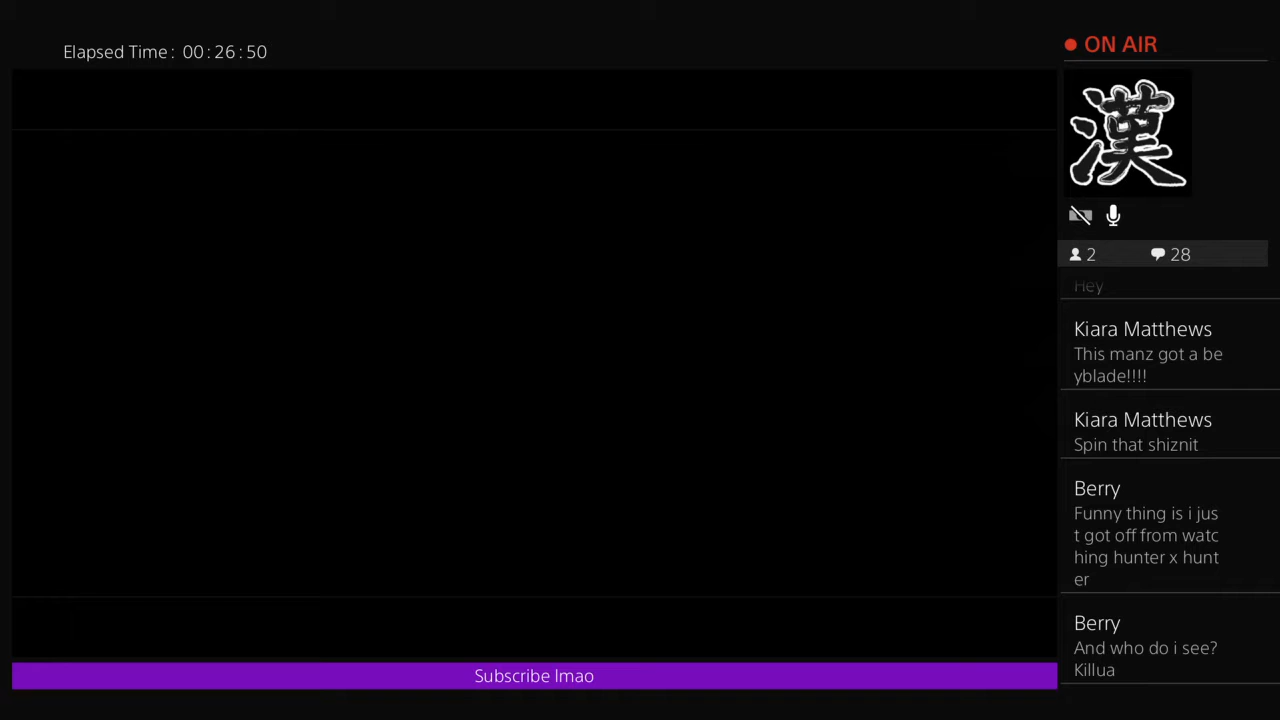 Elapsed Time: 00:26:50
ON AIR
漢
2 28
Hey
Kiara Matthews
This manz got a be
yblade!!!!
Kiara Matthews
Spin that shiznit
Berry
Funny thing is i jus
t got off from watc
hing hunter x hunt
er
Berry
And who do i see?
Killua
Subscribe lmao